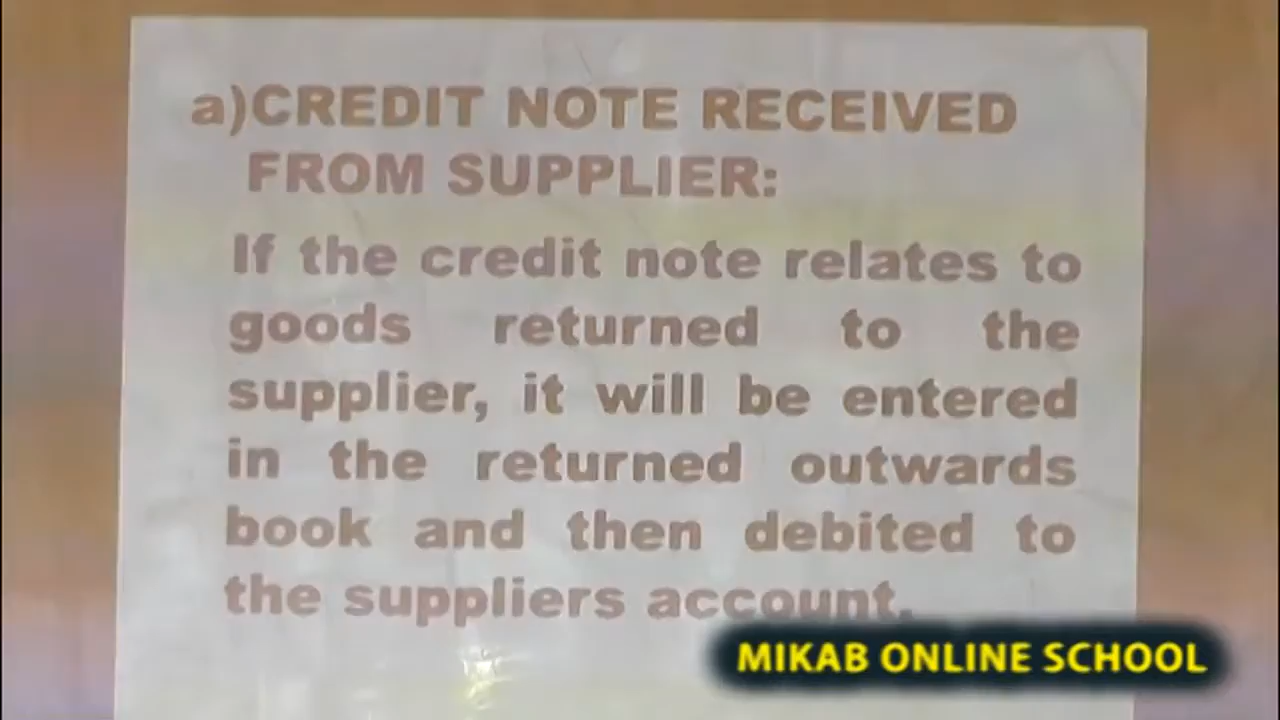 a)CREDIT NOTE RECEIVED
FROM SUPPLIER:
If the credit note relates to
goods returned to the
supplier, it will be entered
in the returned outwards
book and then debited to
the suppliers account.
MIKAB ONLINE SCHOOL